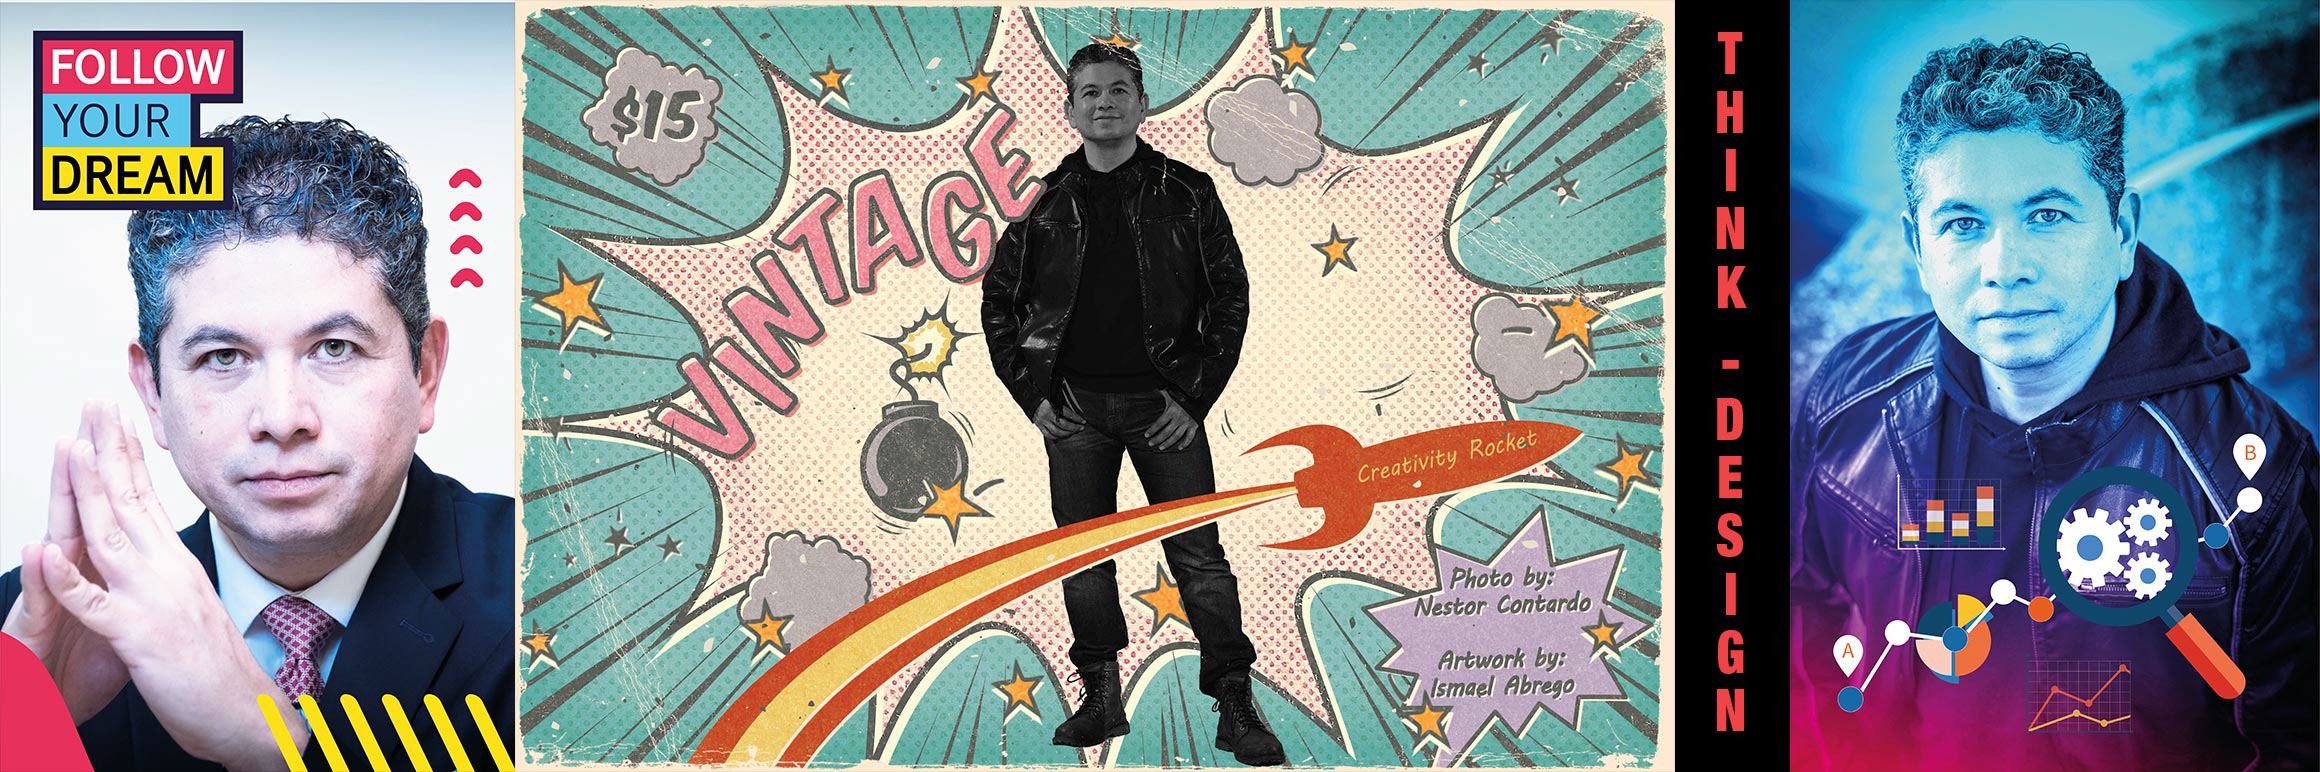 FOLLOW
YOUR
DREAM
$15
VINTAGE
Creativity Rocket
Photo by:
Nestor Contardo
Artwork by:
Ismael Abrego
THINK-DESIGN
A
B